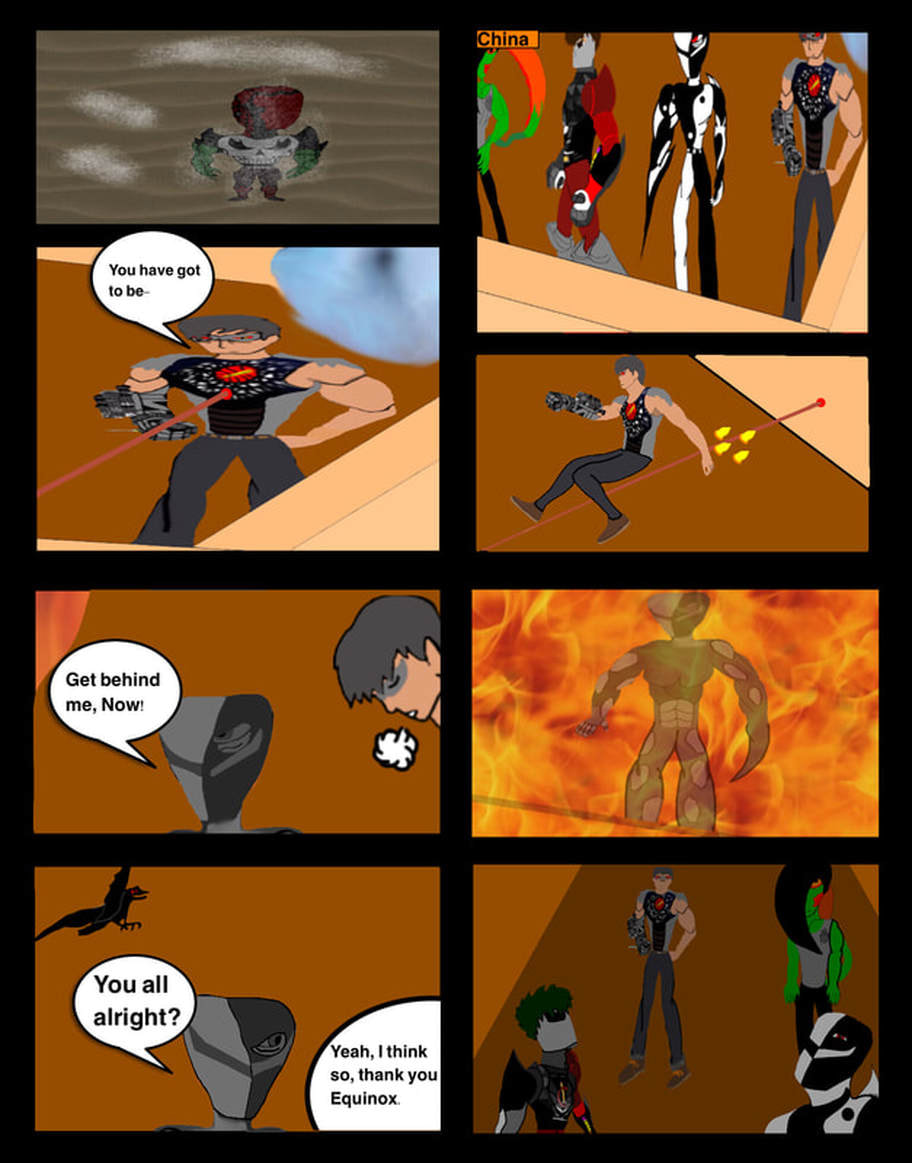 China
You have got
to be-
Get behind
me, Now!
You all
alright?
Yeah, I think
so, thank you
Equinox.